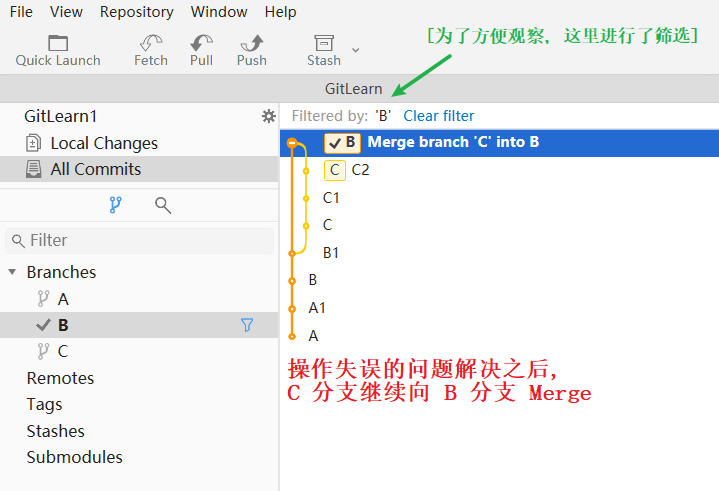 File View Repository Window Help
[为了方便观察, 这里进行了筛选]
Quick Launch Fetch Pull Push Stash
GitLearn
GitLearn1
Filtered by: 'B' Clear filter
Local Changes
B Merge branch 'C' into B
All Commits
C C2
C1
C
Filter
B1
Branches
B
A
A1
B
A
C
操作失误的问题解决之后,
Remotes
C 分支继续向 B 分支 Merge
Tags
Stashes
Submodules